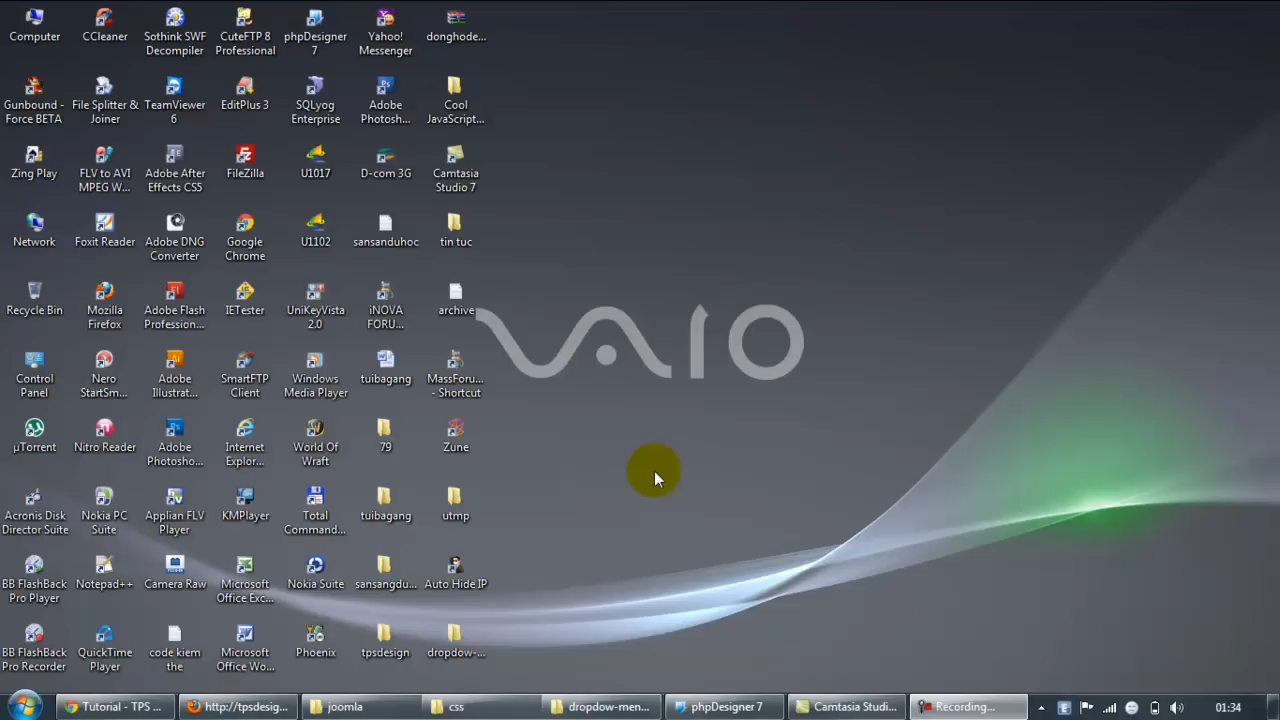 Computer
CCleaner
Sothink SWF
Decompiler
CuteFTP 8
Professional
phpDesigner
7
Yahoo!
Messenger
donghode...
Gunbound -
Force BETA
File Splitter &
Joiner
TeamViewer
6
EditPlus 3
SQLyog
Enterprise
Adobe
Photosh...
Cool
JavaScript...
Zing Play
FLV to AVI
MPEG W...
Adobe After
Effects CS5
FileZilla
U1017
D-com 3G
Camtasia
Studio 7
Network
Foxit Reader
Adobe DNG
Converter
Google
Chrome
U1102
sansanduhoc
tin tuc
Recycle Bin
Mozilla
Firefox
Adobe Flash
Profession...
IETester
UniKeyVista
2.0
iNOVA
FORU...
archive
VAIO
Control
Panel
Nero
StartSm...
Adobe
Illustrat...
SmartFTP
Client
Windows
Media Player
tuibagang
MassForu...
- Shortcut
µTorrent
Nitro Reader
Adobe
Photosho...
Internet
Explor...
World Of
Wraft
79
Zune
Acronis Disk
Director Suite
Nokia PC
Suite
Applian FLV
Player
KMPlayer
Total
Command...
tuibagang
utmp
BB FlashBack
Pro Player
Notepad++
Camera Raw
Microsoft
Office Exc...
Nokia Suite
sansangdu...
Auto Hide IP
BB FlashBack
Pro Recorder
QuickTime
Player
code kiem
the
Microsoft
Office Wo...
Phoenix
tpsdesign
dropdow-...
Tutorial - TPS ...
http://tpsdesig...
joomla
css
dropdow-men...
phpDesigner 7
Camtasia Studi...
Recording...
01:34